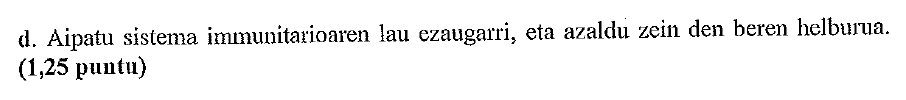 d. Aipatu sistema immunitarioaren lau ezaugarri, eta azaldu zein den beren helburua.
(1,25 puntu)